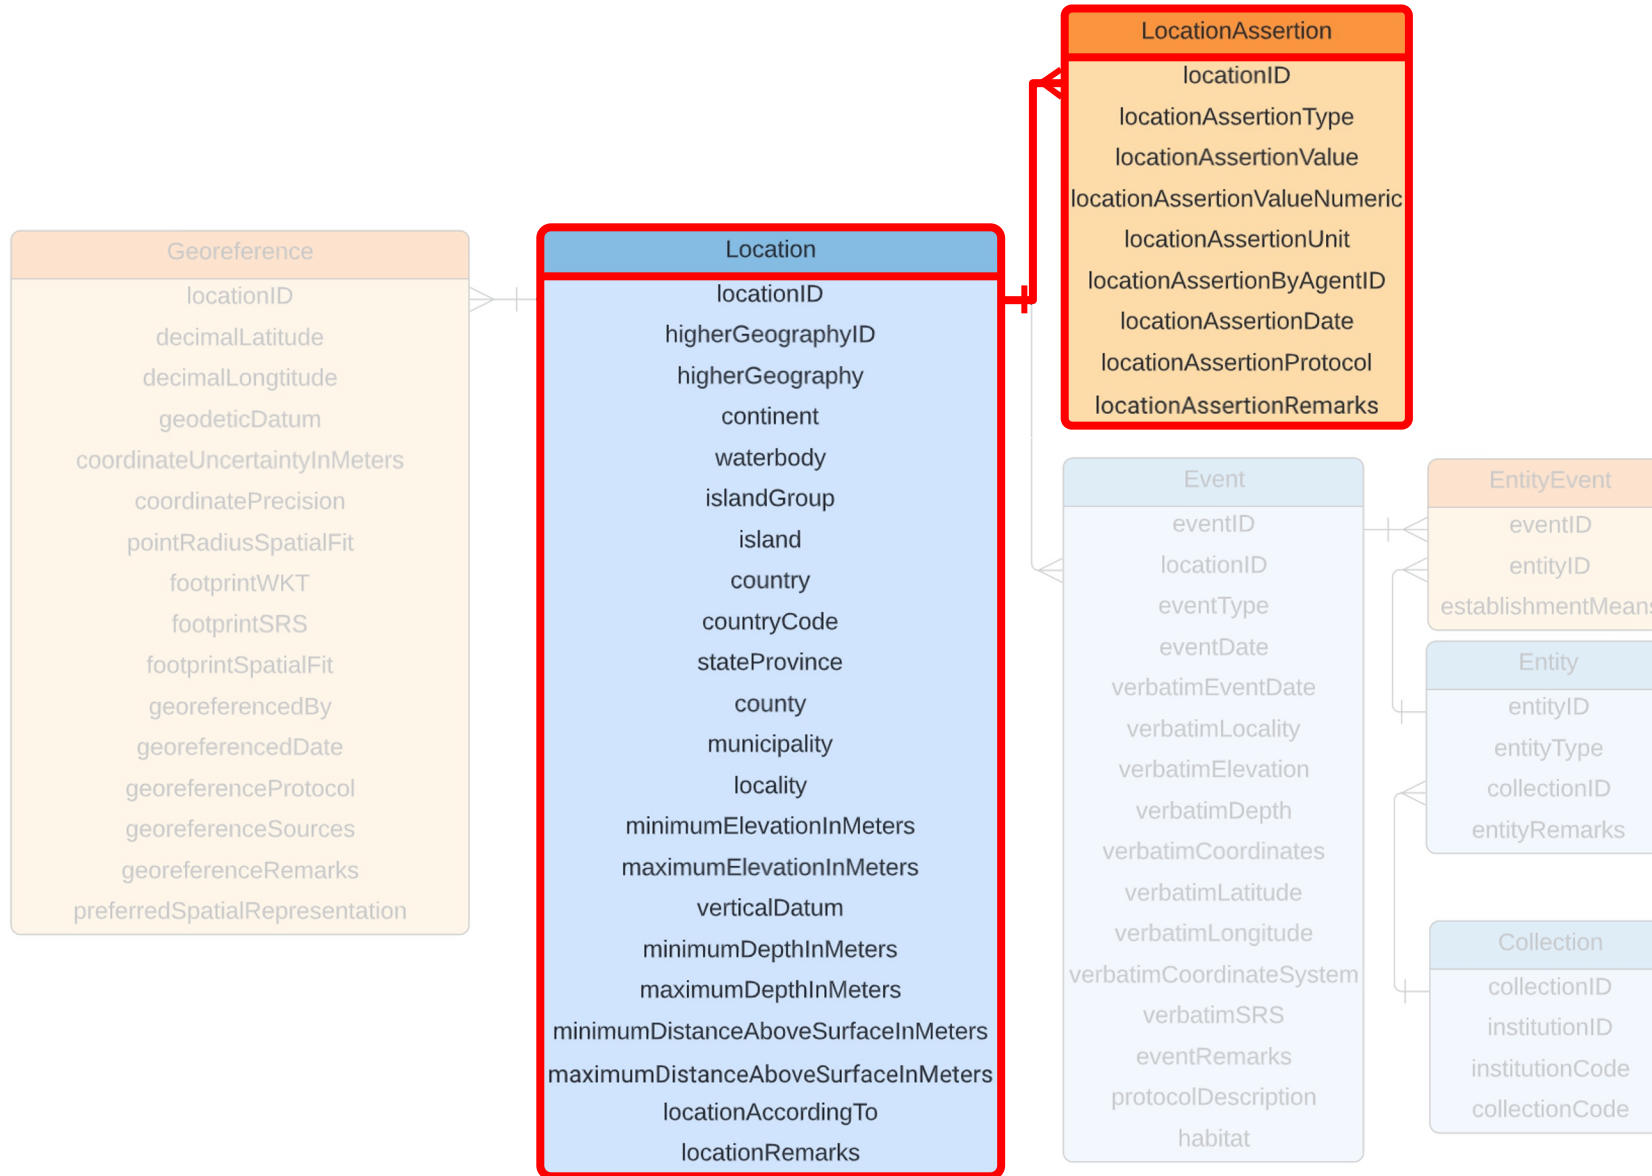 LocationAssertion
locationID
locationAssertionType
locationAssertionValue
locationAssertionValueNumeric
locationAssertionUnit
locationAssertionByAgentID
locationAssertionDate
locationAssertionProtocol
locationAssertionRemarks
Georeference
locationID
decimalLatitude
decimalLongtitude
geodeticDatum
coordinateUncertaintyInMeters
coordinatePrecision
pointRadiusSpatialFit
footprintWKT
footprintSRS
footprintSpatialFit
georeferencedBy
georeferencedDate
georeferenceProtocol
georeferenceSources
georeferenceRemarks
preferredSpatialRepresentation
Location
locationID
higherGeographyID
higherGeography
continent
waterbody
islandGroup
island
country
countryCode
stateProvince
county
municipality
locality
minimumElevationInMeters
maximumElevationInMeters
verticalDatum
minimumDepthInMeters
maximumDepthInMeters
minimumDistanceAboveSurfaceInMeters
maximumDistanceAboveSurfaceInMeters
locationAccordingTo
locationRemarks
Event
eventID
locationID
eventType
eventDate
verbatimEventDate
verbatimLocality
verbatimElevation
verbatimDepth
verbatimCoordinates
verbatimLatitude
verbatimLongitude
verbatimCoordinateSystem
verbatimSRS
eventRemarks
protocolDescription
habitat
EntityEvent
eventID
entityID
establishmentMeans
Entity
entityID
entityType
collectionID
entityRemarks
Collection
collectionID
institutionID
institutionCode
collectionCode